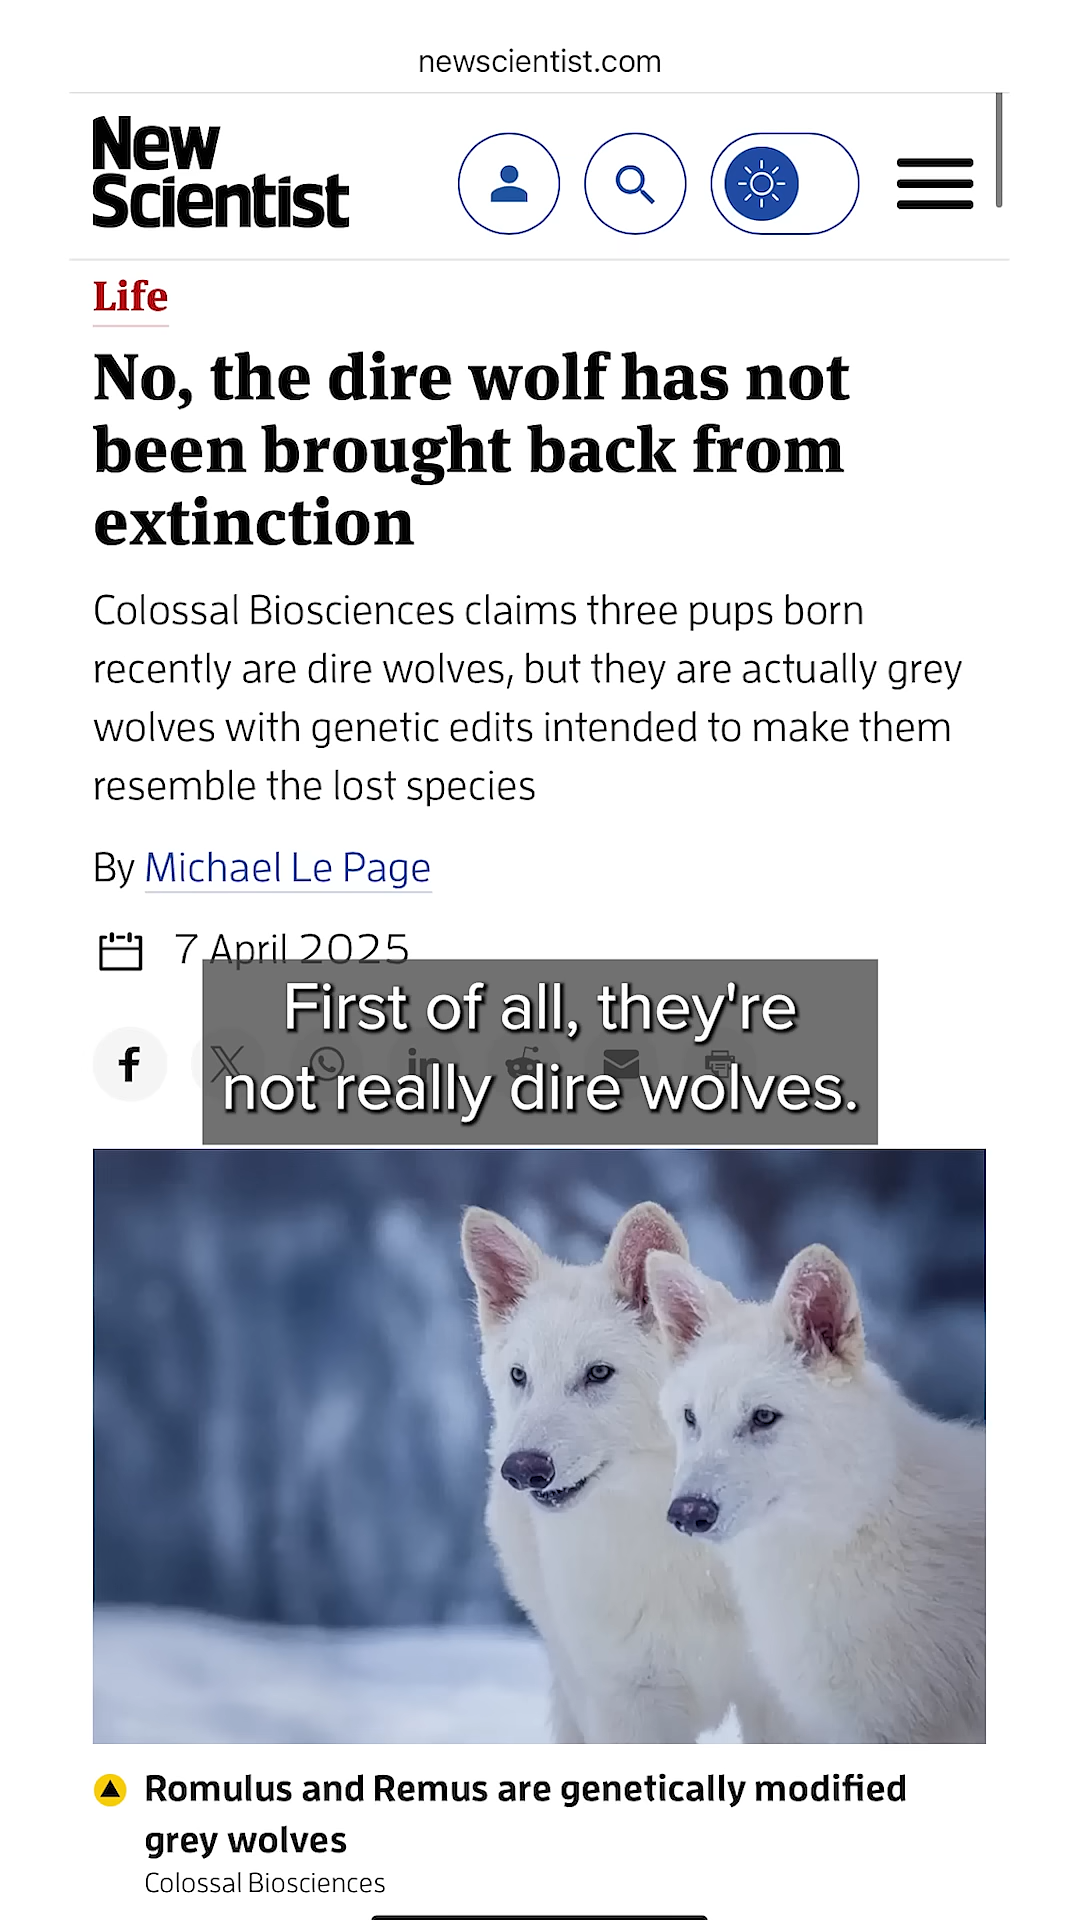 newscientist.com
New
Scientist
Life
No, the dire wolf has not
been brought back from
extinction
Colossal Biosciences claims three pups born
recently are dire wolves, but they are actually grey
wolves with genetic edits intended to make them
resemble the lost species
By Michael Le Page
7 April 2025
First of all, they're
not really dire wolves.
Romulus and Remus are genetically modified
grey wolves
Colossal Biosciences